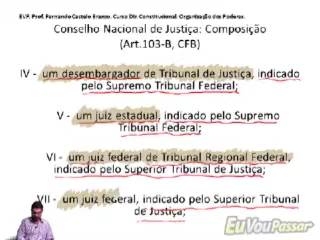 EVP. Prof. Fernando Castelo Branco. Curso Dir. Constitucional. Organização dos Poderes.
Conselho Nacional de Justiça: Composição
(Art.103-B, CFB)
IV - um desembargador de Tribunal de Justiça, indicado
pelo Supremo Tribunal Federal;
V - um juiz estadual, indicado pelo Supremo
Tribunal Federal;
VI - um juiz federal de Tribunal Regional Federal,
indicado pelo Superior Tribunal de Justiça;
VII - um juiz federal, indicado pelo Superior Tribunal
de Justiça;
EuVouPassar